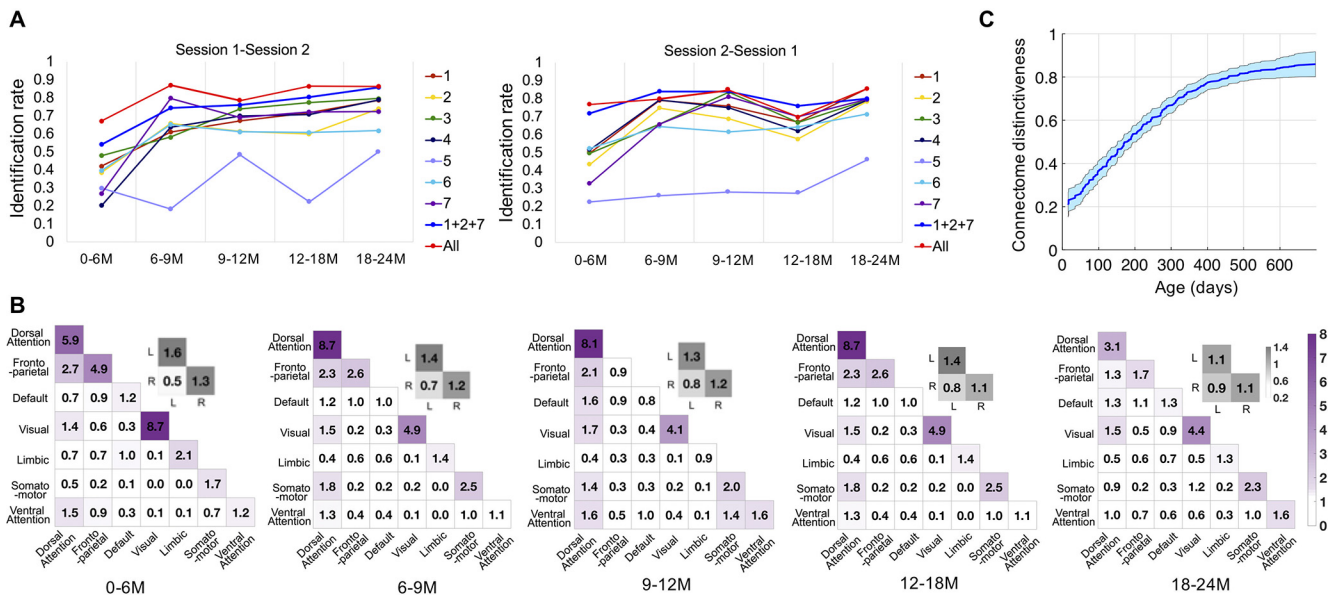 A
Session 1-Session 2
Identification rate
1
0.9
0.8
0.7
0.6
0.5
0.4
0.3
0.2
0.1
0
0-6M 6-9M 9-12M 12-18M 18-24M
1
2
3
4
5
6
7
1+2+7
All
Session 2-Session 1
Identification rate
1
0.9
0.8
0.7
0.6
0.5
0.4
0.3
0.2
0.1
0
0-6M 6-9M 9-12M 12-18M 18-24M
1
2
3
4
5
6
7
1+2+7
All
C
Connectome distinctiveness
1
0.8
0.6
0.4
0.2
0
100 200 300 400 500 600
Age (days)
B
Dorsal
Attention
5.9
Fronto
-parietal
2.7 4.9
Default
0.7 0.9 1.2
Visual
1.4 0.6 0.3 8.7
Limbic
0.7 0.7 1.0 0.1 2.1
Somato
-motor
0.5 0.2 0.1 0.0 0.0 1.7
Ventral
Attention
1.5 0.9 0.3 0.1 0.1 0.7 1.2
L 1.6
R 0.5 1.3
L R
Dorsal
Attention
Fronto
-parietal
Default
Visual
Limbic
Somato
-motor
Ventral
Attention
0-6M
Dorsal
Attention
8.7
Fronto
-parietal
2.3 2.6
Default
1.2 1.0 1.0
Visual
1.5 0.2 0.3 4.9
Limbic
0.4 0.6 0.6 0.1 1.4
Somato
-motor
1.8 0.2 0.2 0.2 0.0 2.5
Ventral
Attention
1.3 0.4 0.4 0.1 0.0 1.0 1.1
L 1.4
R 0.7 1.2
L R
Dorsal
Attention
Fronto
-parietal
Default
Visual
Limbic
Somato
-motor
Ventral
Attention
6-9M
Dorsal
Attention
8.1
Fronto
-parietal
2.1 0.9
Default
1.6 0.9 0.8
Visual
1.7 0.3 0.4 4.1
Limbic
0.4 0.3 0.3 0.1 0.9
Somato
-motor
1.4 0.3 0.3 0.2 0.1 2.0
Ventral
Attention
1.6 0.5 1.0 0.4 0.1 1.4 1.6
L 1.3
R 0.8 1.2
L R
Dorsal
Attention
Fronto
-parietal
Default
Visual
Limbic
Somato
-motor
Ventral
Attention
9-12M
Dorsal
Attention
8.7
Fronto
-parietal
2.3 2.6
Default
1.2 1.0 1.0
Visual
1.5 0.2 0.3 4.9
Limbic
0.4 0.6 0.6 0.1 1.4
Somato
-motor
1.8 0.2 0.2 0.2 0.0 2.5
Ventral
Attention
1.3 0.4 0.4 0.1 0.0 1.0 1.1
L 1.4
R 0.8 1.1
L R
Dorsal
Attention
Fronto
-parietal
Default
Visual
Limbic
Somato
-motor
Ventral
Attention
12-18M
Dorsal
Attention
3.1
Fronto
-parietal
1.3 1.7
Default
1.3 1.1 1.3
Visual
1.5 0.5 0.9 4.4
Limbic
0.5 0.6 0.7 0.5 1.3
Somato
-motor
0.9 0.2 0.3 1.2 0.2 2.3
Ventral
Attention
1.0 0.7 0.6 0.6 0.3 1.0 1.6
L 1.1
R 0.9 1.1
L R
1.4
1
0.6
0.2
Dorsal
Attention
Fronto
-parietal
Default
Visual
Limbic
Somato
-motor
Ventral
Attention
18-24M
8
7
6
5
4
3
2
1
0